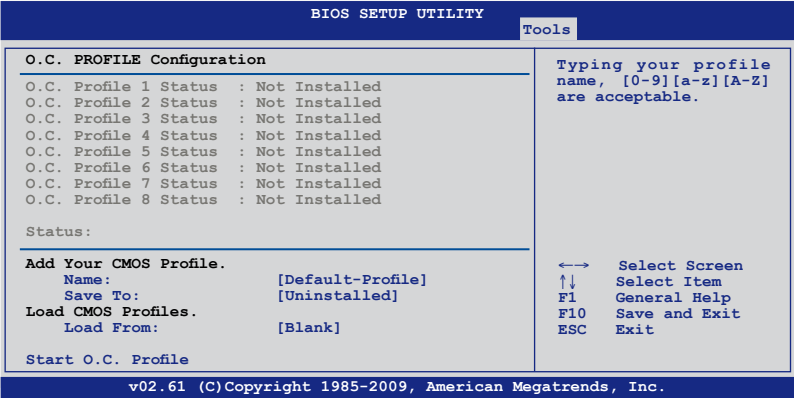 BIOS SETUP UTILITY
Tools
O.C. PROFILE Configuration
O.C. Profile 1 Status : Not Installed
O.C. Profile 2 Status : Not Installed
O.C. Profile 3 Status : Not Installed
O.C. Profile 4 Status : Not Installed
O.C. Profile 5 Status : Not Installed
O.C. Profile 6 Status : Not Installed
O.C. Profile 7 Status : Not Installed
O.C. Profile 8 Status : Not Installed
Status:
Add Your CMOS Profile.
Name: [Default-Profile]
Save To: [Uninstalled]
Load CMOS Profiles.
Load From: [Blank]
Start O.C. Profile
Typing your profile
name, [0-9][a-z][A-Z]
are acceptable.
←→ Select Screen
↑↓ Select Item
F1 General Help
F10 Save and Exit
ESC Exit
v02.61 (C)Copyright 1985-2009, American Megatrends, Inc.